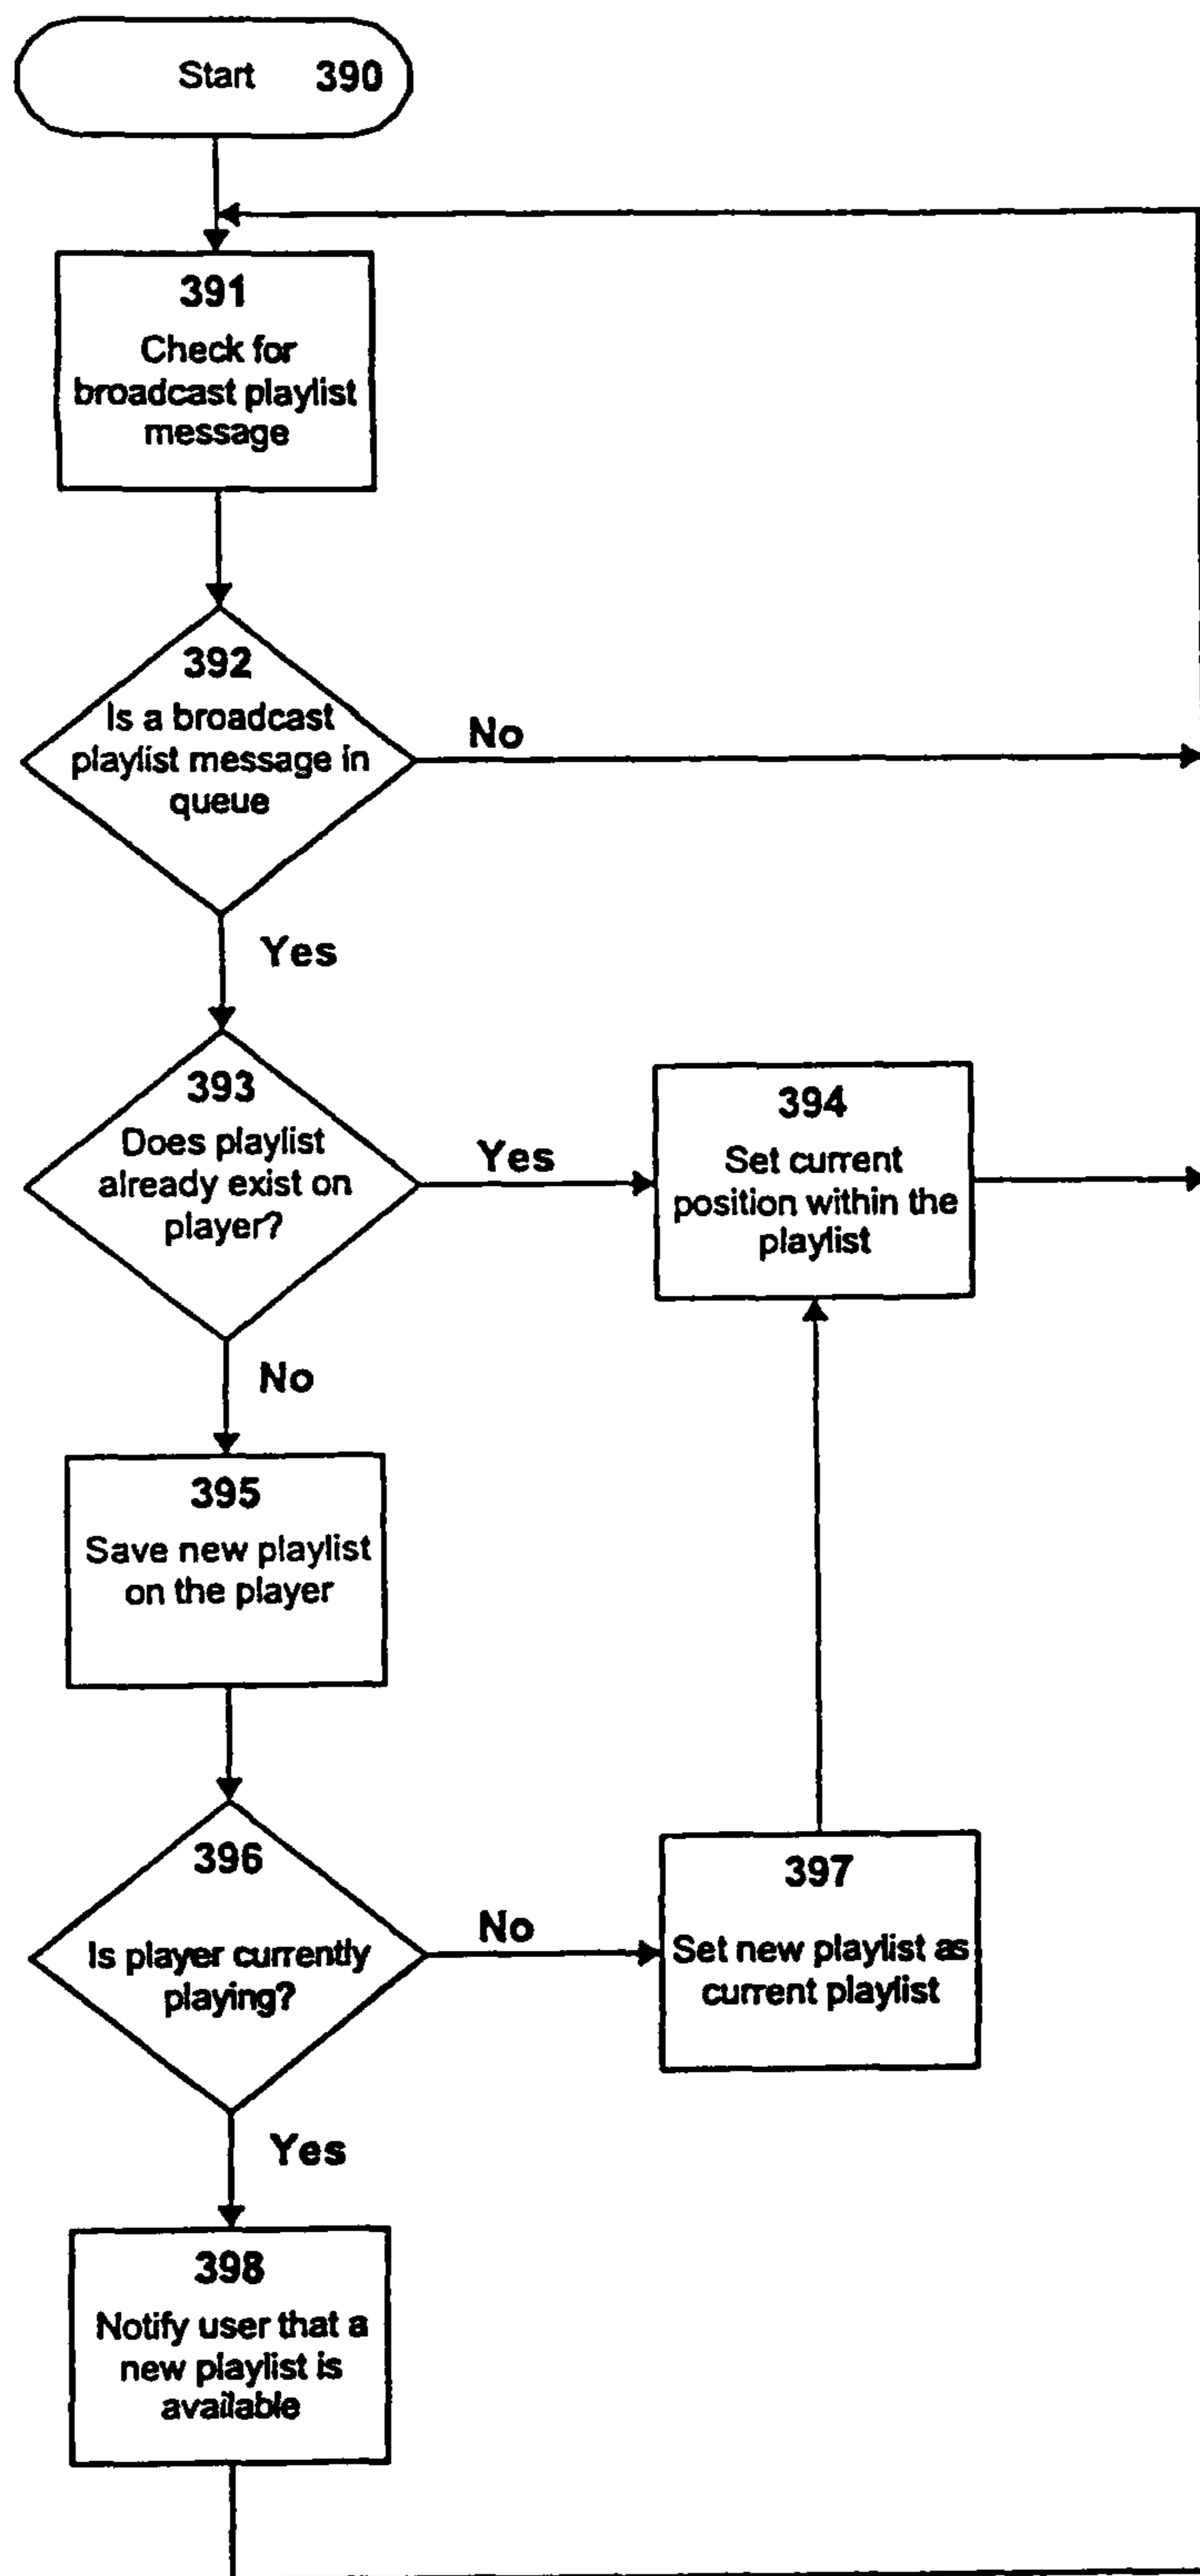 Start 390
391
Check for
broadcast playlist
message
392
Is a broadcast
playlist message in
queue
No
Yes
393
Does playlist
already exist on
player?
Yes
394
Set current
position within the
playlist
No
395
Save new playlist
on the player
396
Is player currently
playing?
No
397
Set new playlist as
current playlist
Yes
398
Notify user that a
new playlist is
available